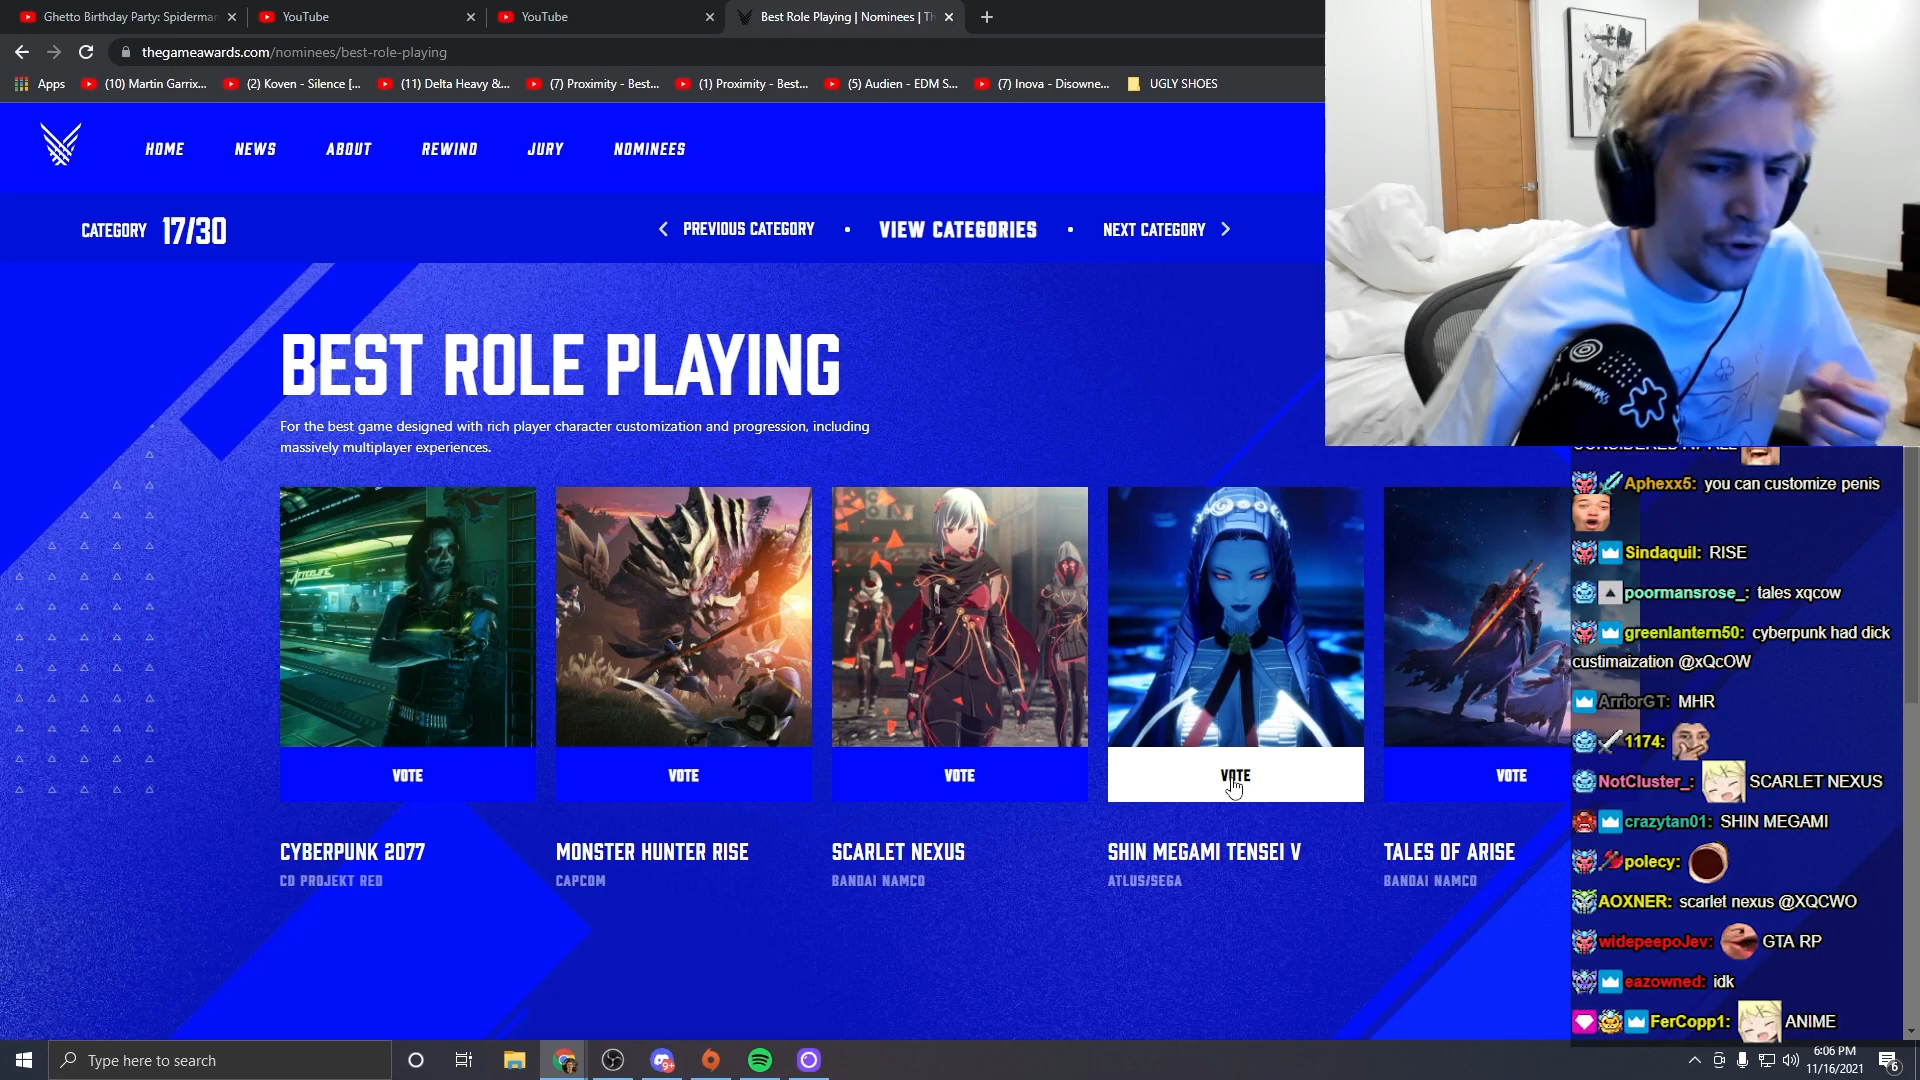 Ghetto Birthday Party: Spiderman
YouTube
YouTube
Best Role Playing | Nominees | Th
thegameawards.com/nominees/best-role-playing
Apps
(10) Martin Garrix...
(2) Koven - Silence [...
(11) Delta Heavy &...
(7) Proximity - Best...
(1) Proximity - Best...
(5) Audien - EDM S...
(7) Inova - Disowne...
UGLY SHOES
HOME
NEWS
ABOUT
REWIND
JURY
NOMINEES
CATEGORY 17/30
PREVIOUS CATEGORY
VIEW CATEGORIES
NEXT CATEGORY
BEST ROLE PLAYING
For the best game designed with rich player character customization and progression, including
massively multiplayer experiences.
VOTE
VOTE
VOTE
VOTE
VOTE
CYBERPUNK 2077
MONSTER HUNTER RISE
SCARLET NEXUS
SHIN MEGAMI TENSEI V
TALES OF ARISE
CD PROJEKT RED
CAPCOM
BANDAI NAMCO
ATLUS/SEGA
BANDAI NAMCO
Aphexx5: you can customize penis
Sindaquil: RISE
poormansrose_: tales xqcow
greenlantern50: cyberpunk had dick
custimaization @xQcOW
ArriorGT: MHR
1174:
NotCluster_: SCARLET NEXUS
crazytan01: SHIN MEGAMI
polecy:
AOXNER: scarlet nexus @XQCWO
widepeepoJev: GTA RP
eazowned: idk
FerCopp1: ANIME
Type here to search
9+
6:06 PM
11/16/2021
6